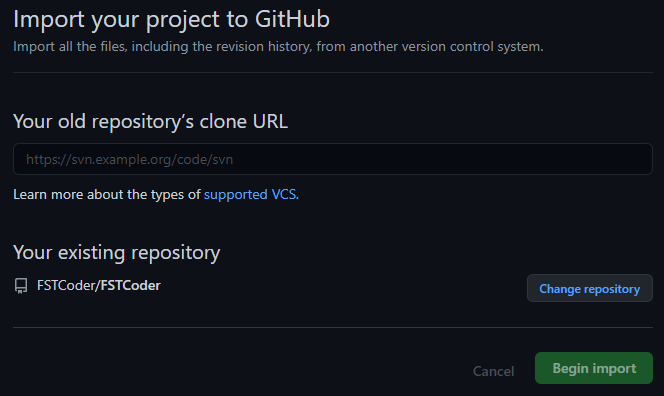 Import your project to GitHub
Import all the files, including the revision history, from another version control system.
Your old repository’s clone URL
https://svn.example.org/code/svn
Learn more about the types of supported VCS.
Your existing repository
FSTCoder/FSTCoder
Change repository
Cancel
Begin import